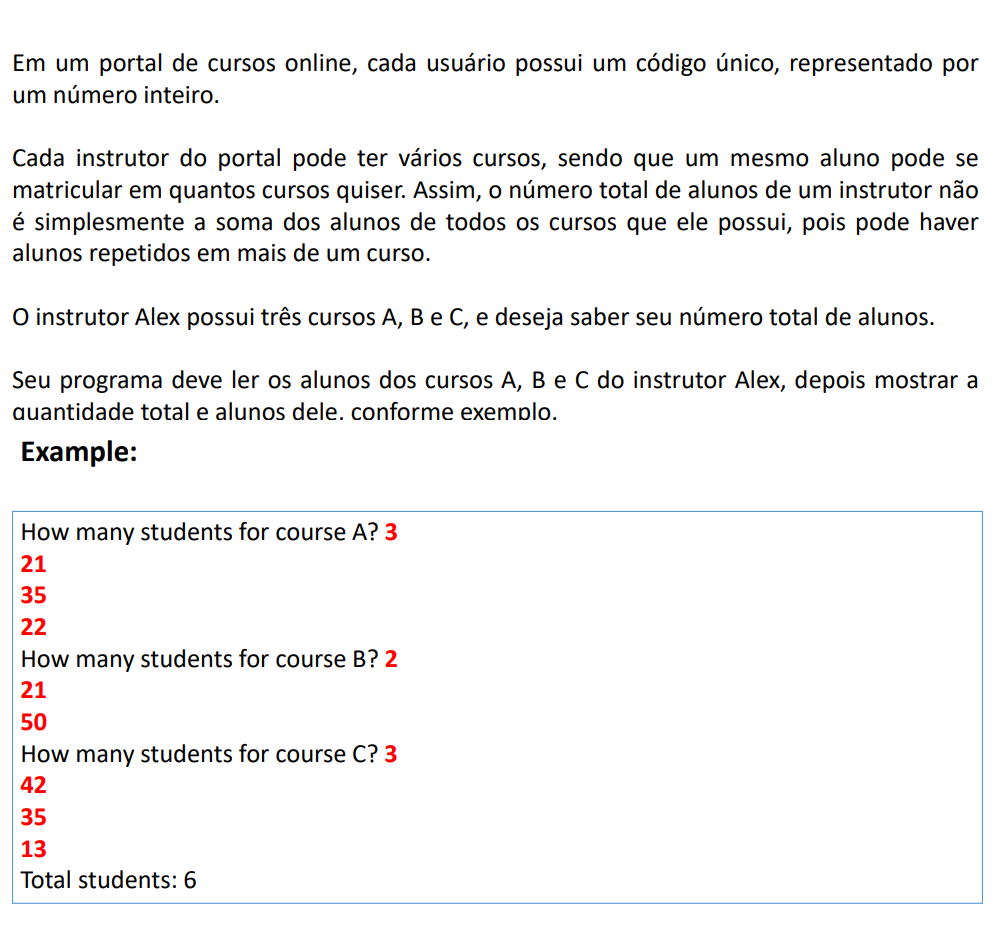 Em um portal de cursos online, cada usuário possui um código único, representado por
um número inteiro.
Cada instrutor do portal pode ter vários cursos, sendo que um mesmo aluno pode se
matricular em quantos cursos quiser. Assim, o número total de alunos de um instrutor não
é simplesmente a soma dos alunos de todos os cursos que ele possui, pois pode haver
alunos repetidos em mais de um curso.
O instrutor Alex possui três cursos A, B e C, e deseja saber seu número total de alunos.
Seu programa deve ler os alunos dos cursos A, B e C do instrutor Alex, depois mostrar a
quantidade total e alunos dele, conforme exemplo.
Example:
How many students for course A? 3
21
35
22
How many students for course B? 2
21
50
How many students for course C? 3
42
35
13
Total students: 6